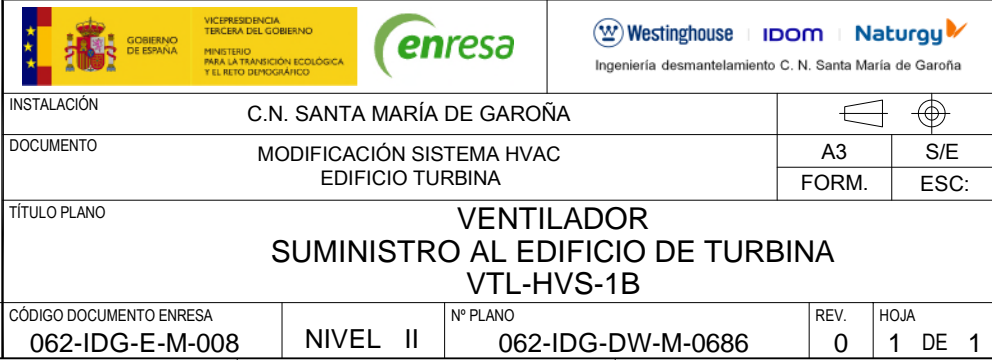 GOBIERNO
DE ESPAÑA
VICEPRESIDENCIA
TERCERA DEL GOBIERNO
MINISTERIO
PARA LA TRANSICIÓN ECOLÓGICA
Y EL RETO DEMOGRÁFICO
enresa
W Westinghouse IDOM Naturgy
Ingeniería desmantelamiento C. N. Santa María de Garoña
INSTALACIÓN
C.N. SANTA MARÍA DE GAROÑA
DOCUMENTO
MODIFICACIÓN SISTEMA HVAC
EDIFICIO TURBINA
A3 S/E
FORM. ESC:
TÍTULO PLANO
VENTILADOR
SUMINISTRO AL EDIFICIO DE TURBINA
VTL-HVS-1B
CÓDIGO DOCUMENTO ENRESA
062-IDG-E-M-008
NIVEL II
Nº PLANO
062-IDG-DW-M-0686
REV.
0
HOJA
1 DE 1